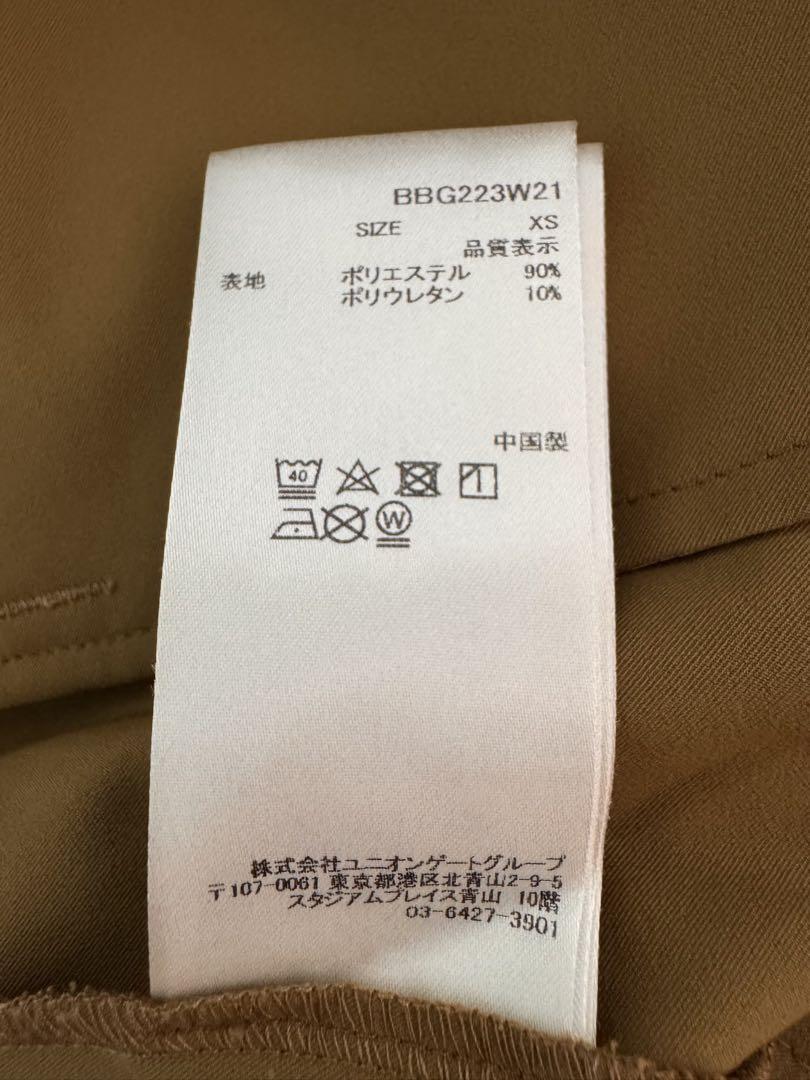 BBG223W21
SIZE XS
品質表示
表地 ポリエステル 90%
ポリウレタン 10%
中国製
40
W
株式会社ユニオンゲートグループ
〒107-0061 東京都港区北青山2-9-5
スタジアムプレイス青山 10階
03-6427-3901